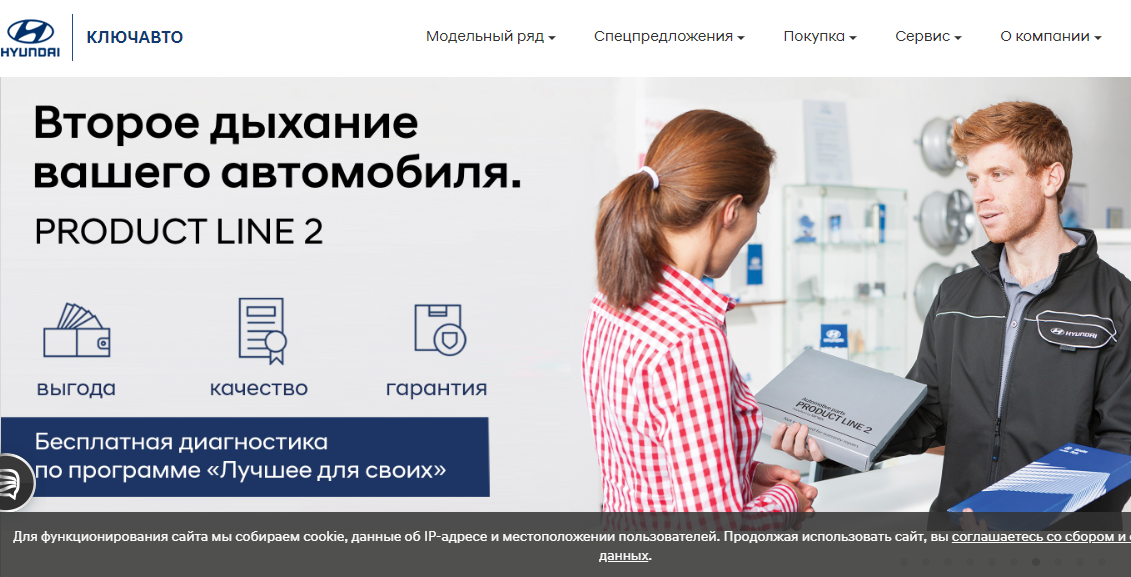 HYUNDAI
КЛЮЧАВТО
Модельный ряд
Спецпредложения
Покупка
Сервис
О компании
Второе дыхание
вашего автомобиля.
PRODUCT LINE 2
выгода
качество
гарантия
Бесплатная диагностика
по программе «Лучшее для своих»
HYUNDAI
Automotive parts
PRODUCT LINE 2
Для функционирования сайта мы собираем cookie, данные об IP-адресе и местоположении пользователей. Продолжая использовать сайт, вы соглашаетесь со сбором и
данных.